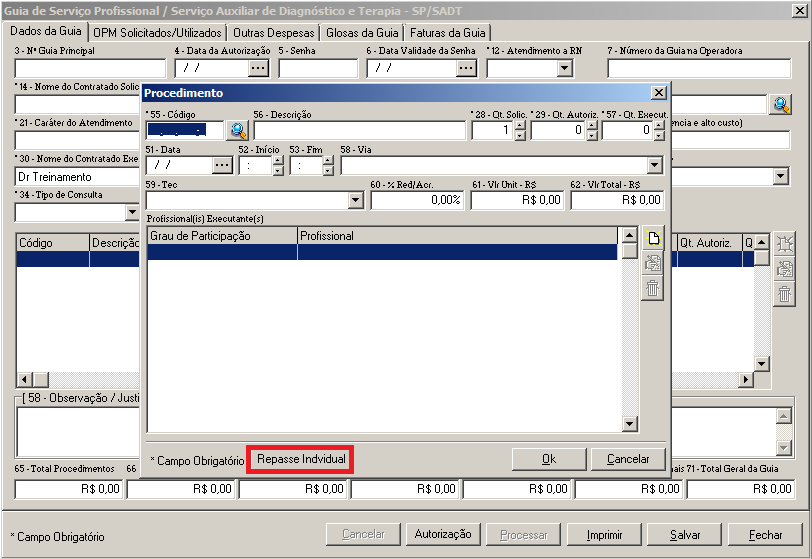 Guia de Serviço Profissional / Serviço Auxiliar de Diagnóstico e Terapia - SP/SADT
Dados da Guia OPM Solicitados/Utilizados Outras Despesas Glosas da Guia Faturas da Guia
3 - Nº Guia Principal 4 - Data da Autorização 5 - Senha 6 - Data Validade da Senha *12 - Atendimento a RN 7 - Número da Guia na Operadora
/ / ... / / ...
*14 - Nome do Contratado Solic
*21 - Caráter do Atendimento ência e alto custo)
*30 - Nome do Contratado Exe
Dr Treinamento
*34 - Tipo de Consulta
Código Descrição Qt. Autoriz. Q
Procedimento
*55 - Código 56 - Descrição *28 - Qt. Solic. *29 - Qt. Autoriz. *57 - Qt. Execut.
. . . 1 0 0
51 - Data 52 - Início 53 - Fim 58 - Via
/ / ... : :
59 - Tec 60 - % Red/Acr. 61 - Vlr Unit - R$ 62 - Vlr Total - R$
0,00% R$ 0,00 R$ 0,00
Profissional(is) Executante(s)
Grau de Participação Profissional
* Campo Obrigatório Repasse Indvidual Ok Cancelar
[ 58 - Observação / Justi
65 - Total Procedimentos 66 ais 71 - Total Geral da Guia
R$ 0,00 R$ 0,00 R$ 0,00 R$ 0,00 R$ 0,00 R$ 0,00 R$ 0,00
* Campo Obrigatório Cancelar Autorização Processar Imprimir Salvar Fechar